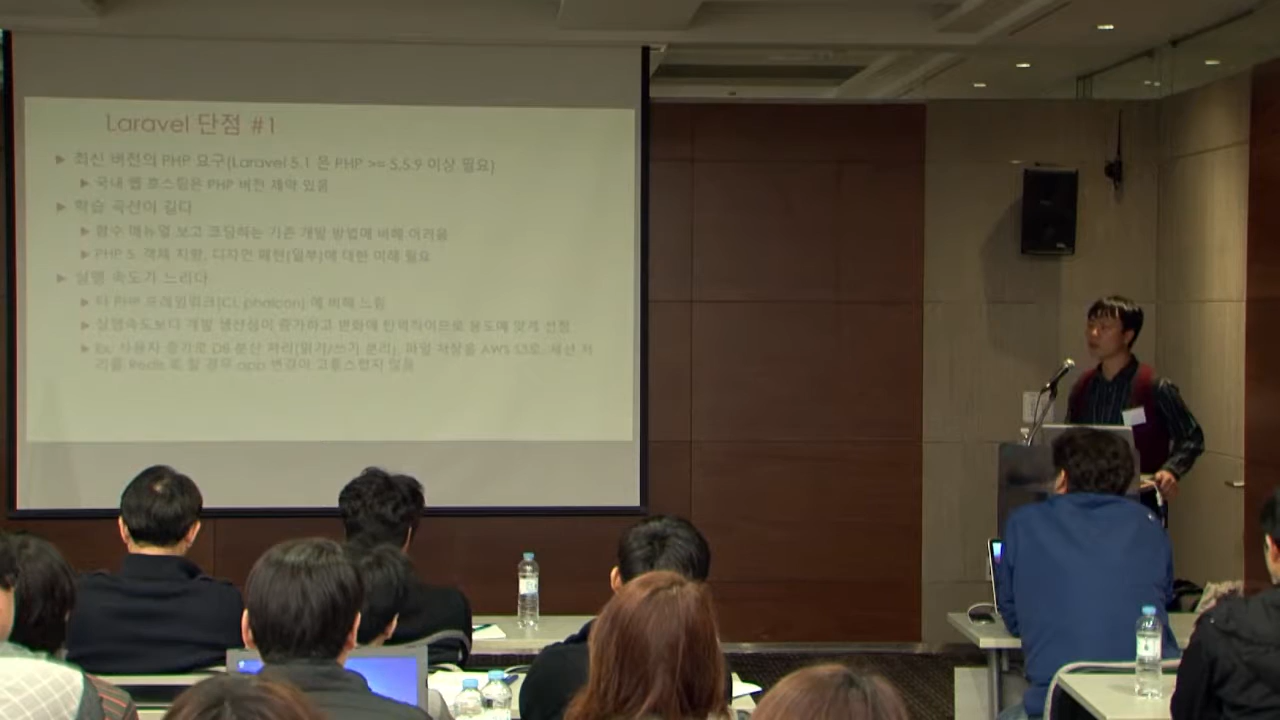 Laravel 단점 #1
최신 버전의 PHP 요구(Laravel 5.1 은 PHP >= 5.5.9 이상 필요)
국내 웹 호스팅은 PHP 버전 제약 있음
학습 곡선이 길다
함수 매뉴얼 보고 코딩하는 기존 개발 방법에 비해 어려움
PHP 5, 객체 지향, 디자인 패턴(일부)에 대한 이해 필요
실행 속도가 느리다
타 PHP 프레임워크(CI, phalcon) 에 비해 느림
실행속도보다 개발 생산성이 증가하고 변화에 탄력적이므로 용도에 맞게 선정
Ex: 사용자 증가로 DB 분산 처리(읽기/쓰기 분리), 파일 저장을 AWS S3로, 세션 처
리를 Redis 로 할 경우 app 변경이 고통스럽지 않음